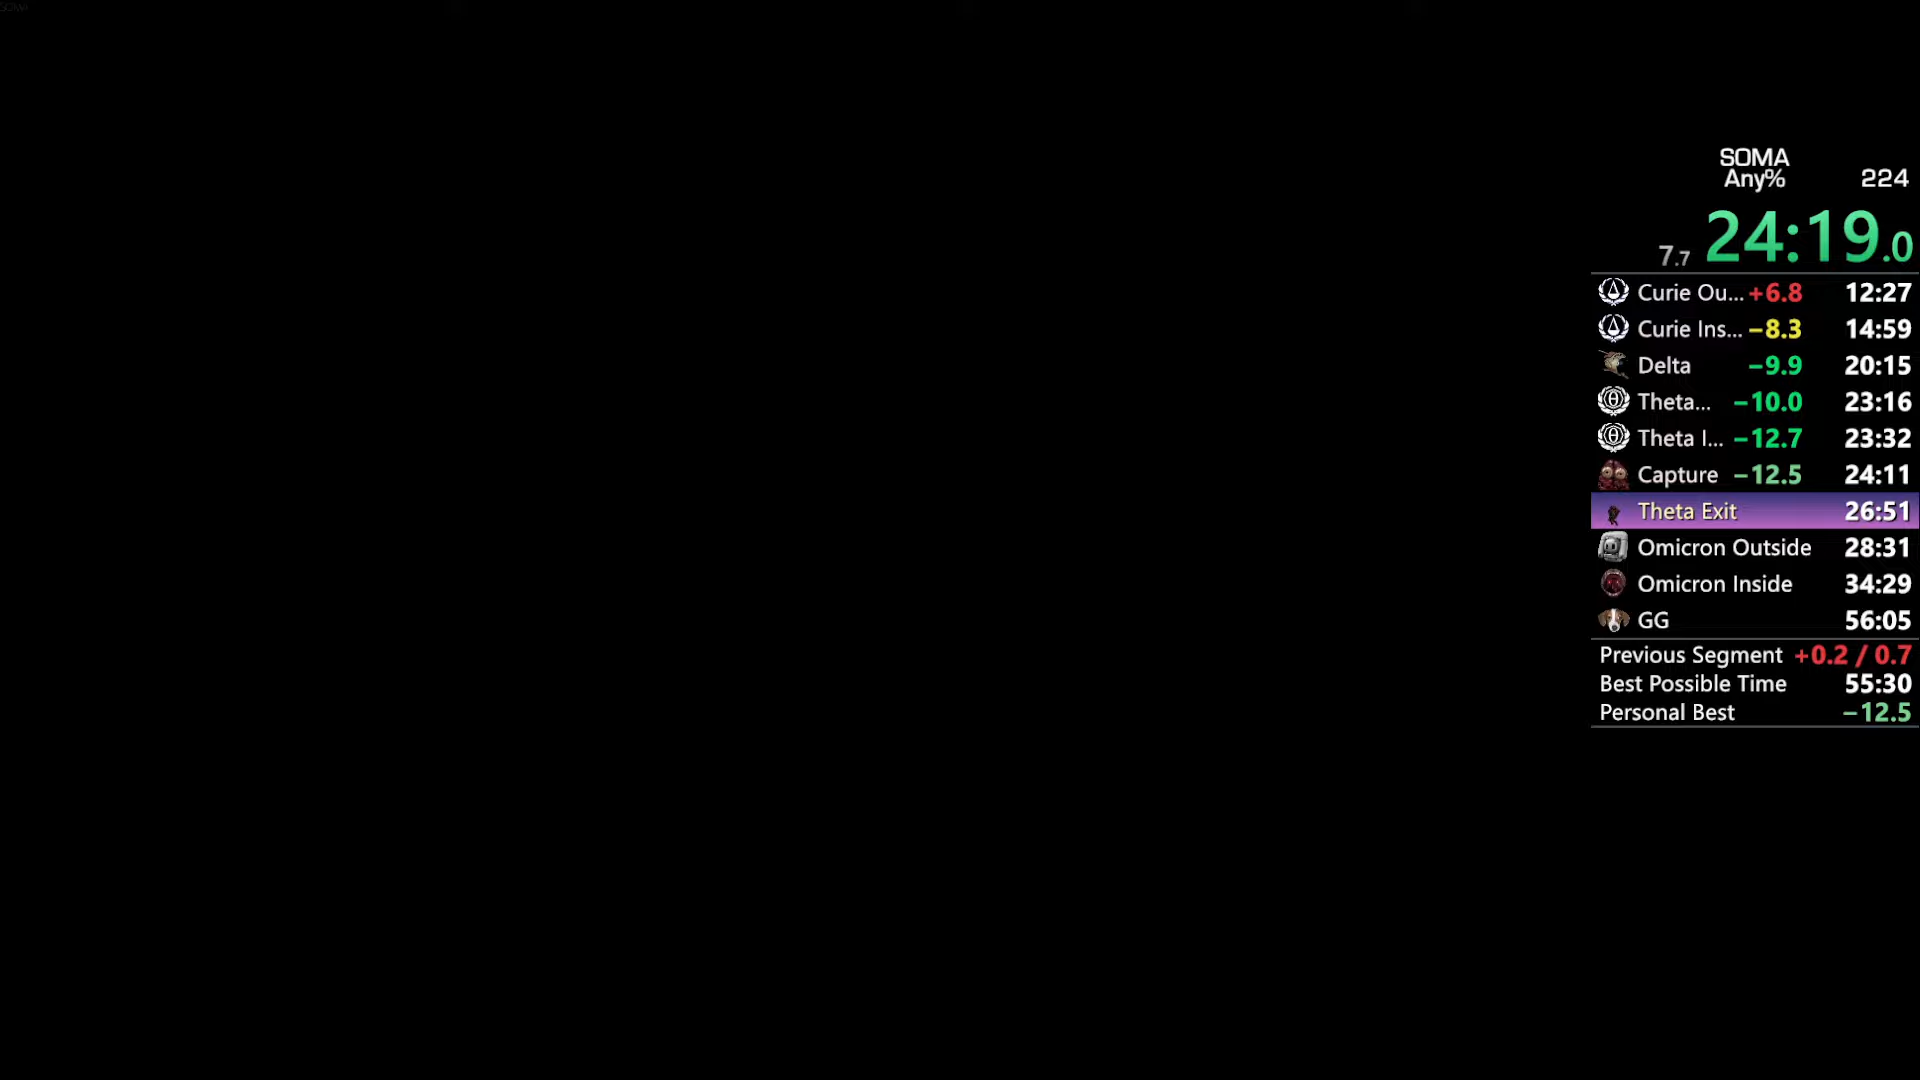 SOMA
SOMA
Any% 224
7.7 24:19.0
Curie Ou... +6.8 12:27
Curie Ins... −8.3 14:59
Delta −9.9 20:15
Theta... −10.0 23:16
Theta I... −12.7 23:32
Capture −12.5 24:11
Theta Exit 26:51
Omicron Outside 28:31
Omicron Inside 34:29
GG 56:05
Previous Segment +0.2 / 0.7
Best Possible Time 55:30
Personal Best −12.5